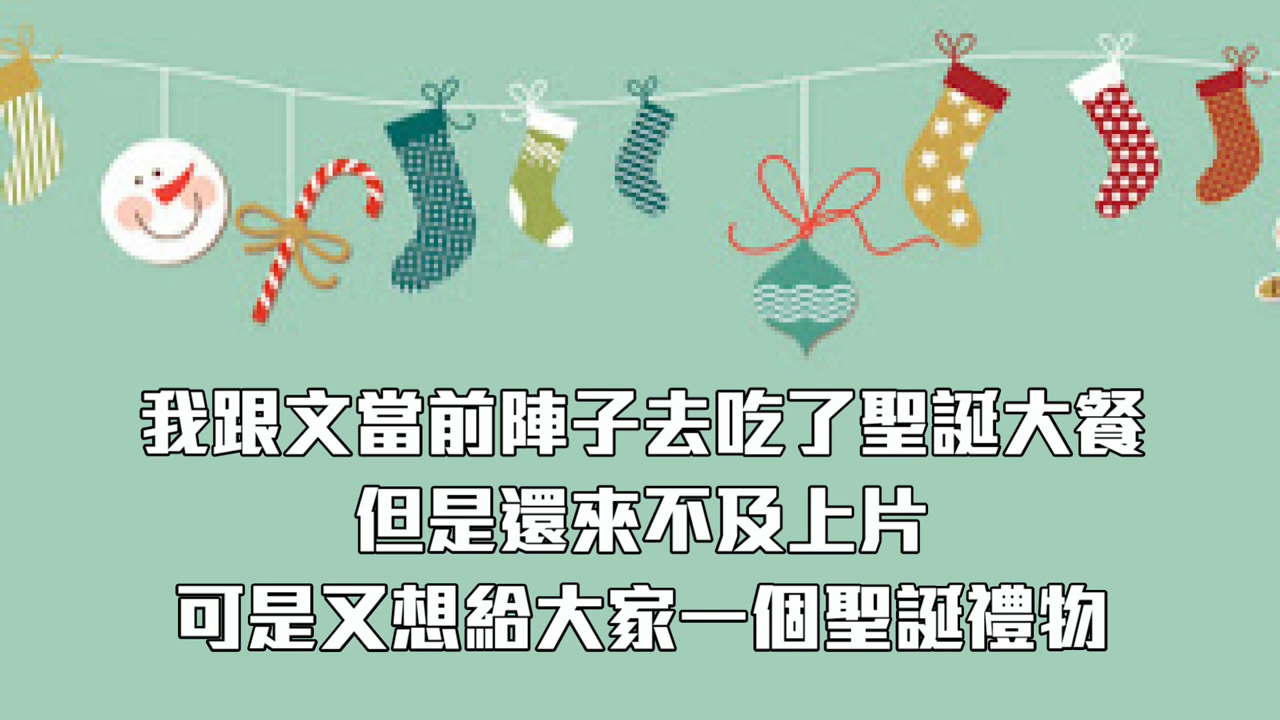 我跟文當前陣子去吃了聖誕大餐
但是還來不及上片
可是又想給大家一個聖誕禮物